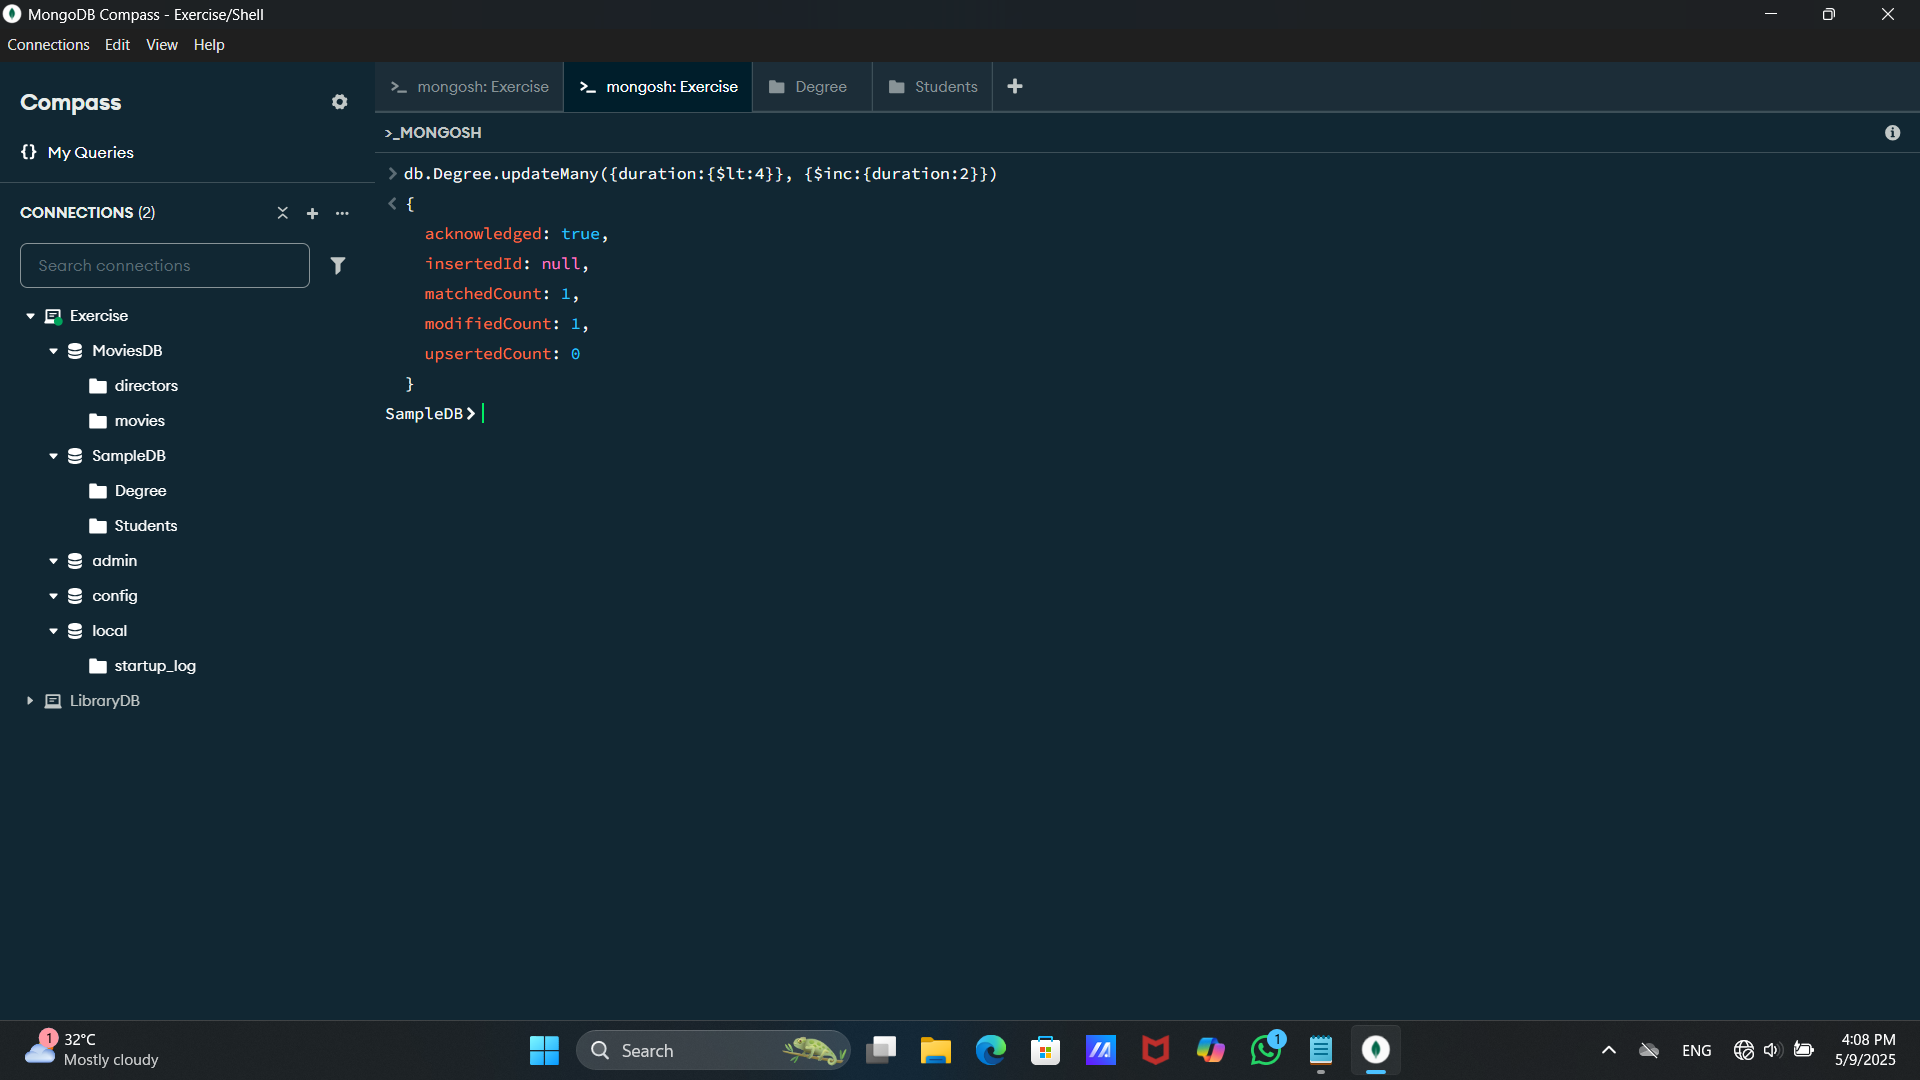 MongoDB Compass - Exercise/Shell
Connections Edit View Help
Compass
{} My Queries
CONNECTIONS (2)
Search connections
Exercise
MoviesDB
directors
movies
SampleDB
Degree
Students
admin
config
local
startup_log
LibraryDB
mongosh: Exercise mongosh: Exercise Degree Students
>_MONGOSH
> db.Degree.updateMany({duration:{$lt:4}}, {$inc:{duration:2}})
< {
acknowledged: true,
insertedId: null,
matchedCount: 1,
modifiedCount: 1,
upsertedCount: 0
}
SampleDB>
1
32°C
Mostly cloudy
Search
1
ENG
4:08 PM
5/9/2025